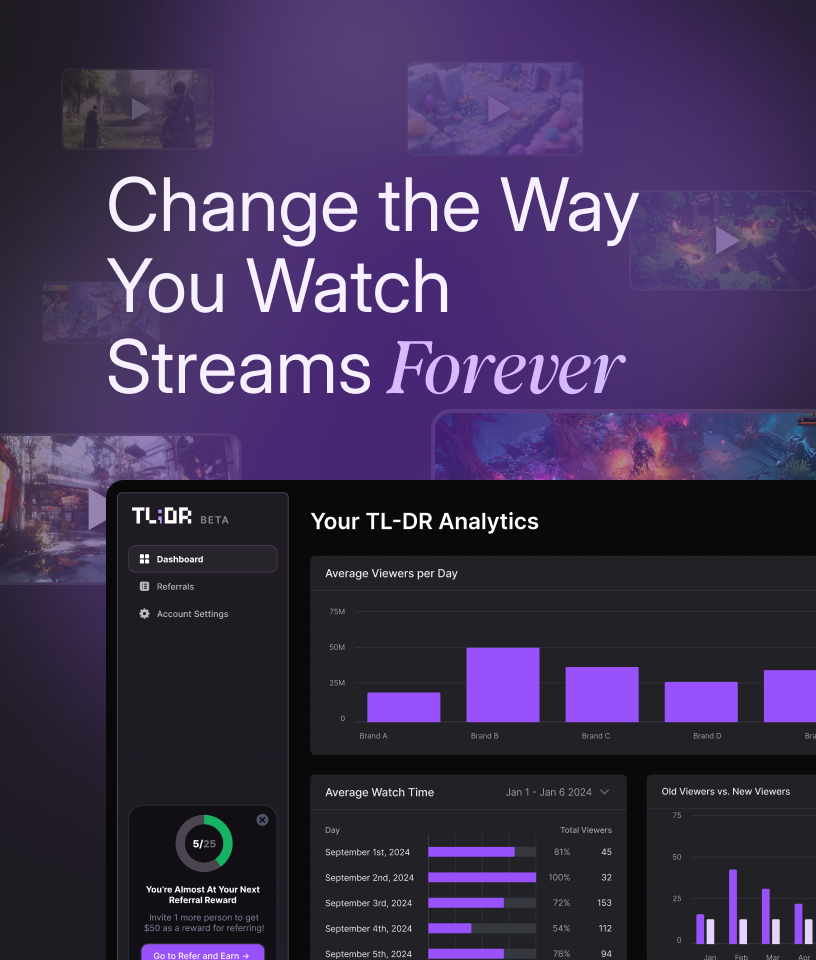 Change the Way
You Watch
Streams Forever
TL;DR BETA
Dashboard
Referrals
Account Settings
5/25
You're Almost At Your Next
Referral Reward
Invite 1 more person to get
$50 as a reward for referring!
Go to Refer and Earn →
Your TL-DR Analytics
Average Viewers per Day
75M
50M
25M
0
Brand A Brand B Brand C Brand D Bra
Average Watch Time Jan 1 - Jan 6 2024
Day Total Viewers
September 1st, 2024 81% 45
September 2nd, 2024 100% 32
September 3rd, 2024 72% 153
September 4th, 2024 54% 112
September 5th, 2024 78% 94
Old Viewers vs. New Viewers
75
50
25
0
Jan Feb Mar Apr